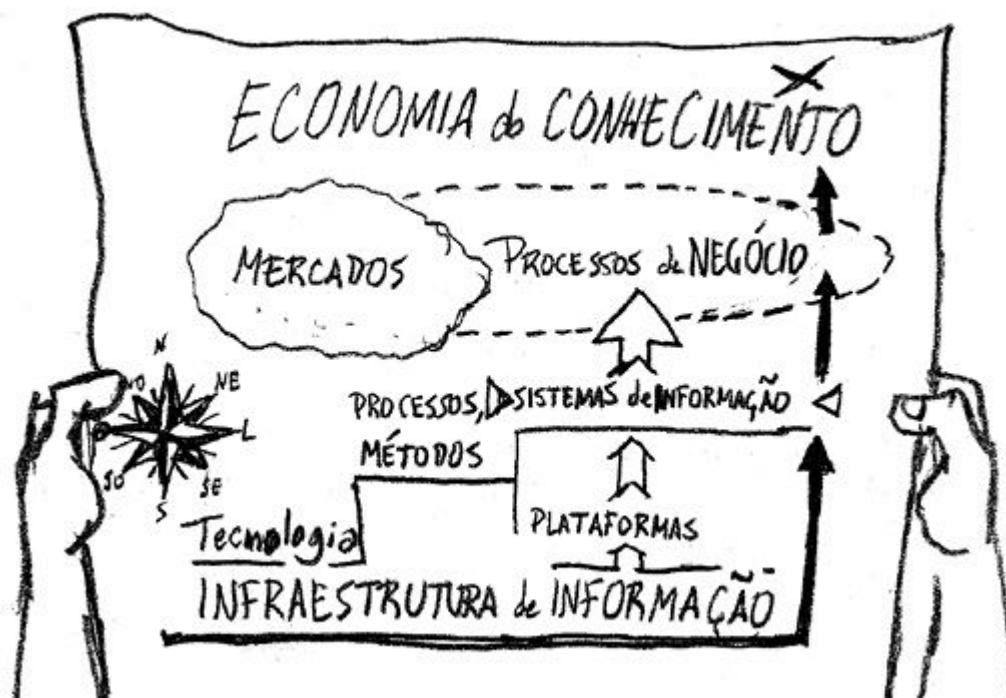 ECONOMIA do CONHECIMENTO
MERCADOS
PROCESSOS de NEGÓCIO
N
NE
L
SE
S
SO
NO
PROCESSOS,
MÉTODOS
SISTEMAS de INFORMAÇÃO
Tecnologia
PLATAFORMAS
INFRAESTRUTURA de INFORMAÇÃO